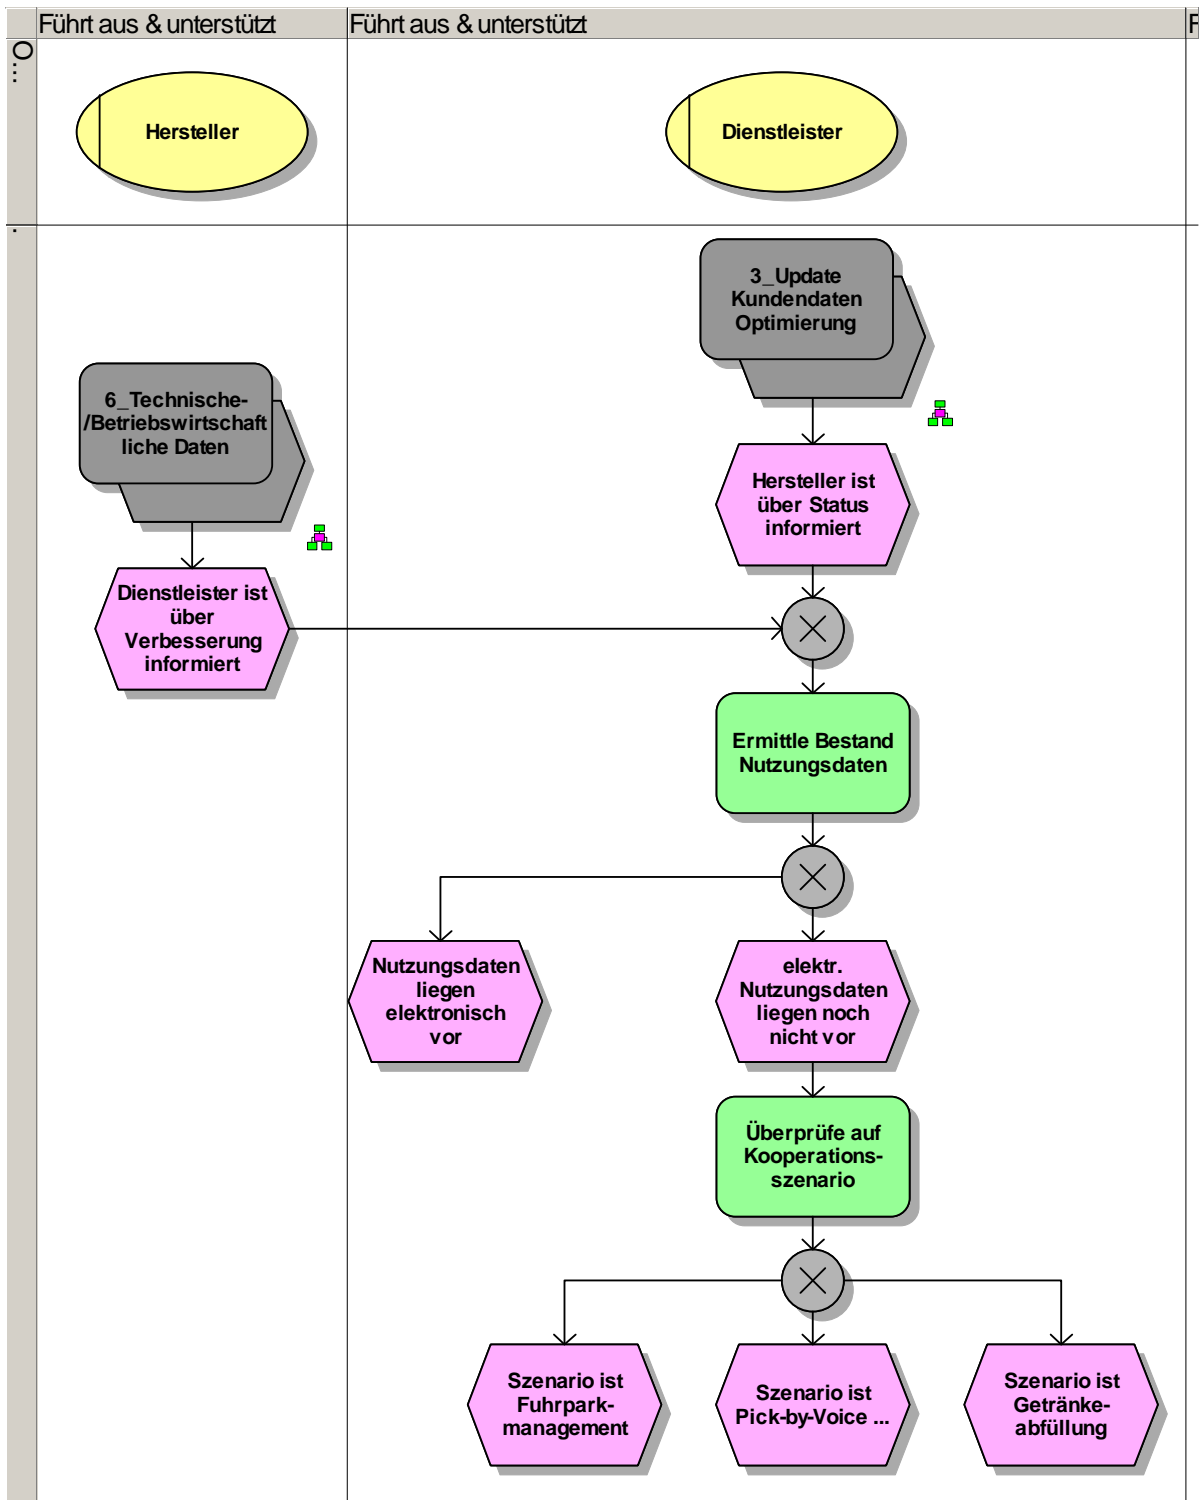 Führt aus & unterstützt
Führt aus & unterstützt
F
O...
Hersteller
Dienstleister
.
3_Update
Kundendaten
Optimierung
6_Technische-
/Betriebswirtschaft
liche Daten
Hersteller ist
über Status
informiert
Dienstleister ist
über
Verbesserung
informiert
Ermittle Bestand
Nutzungsdaten
Nutzungsdaten
liegen
elektronisch
vor
elektr.
Nutzungsdaten
liegen noch
nicht vor
Überprüfe auf
Kooperations-
szenario
Szenario ist
Fuhrpark-
management
Szenario ist
Pick-by-Voice ...
Szenario ist
Getränke-
abfüllung